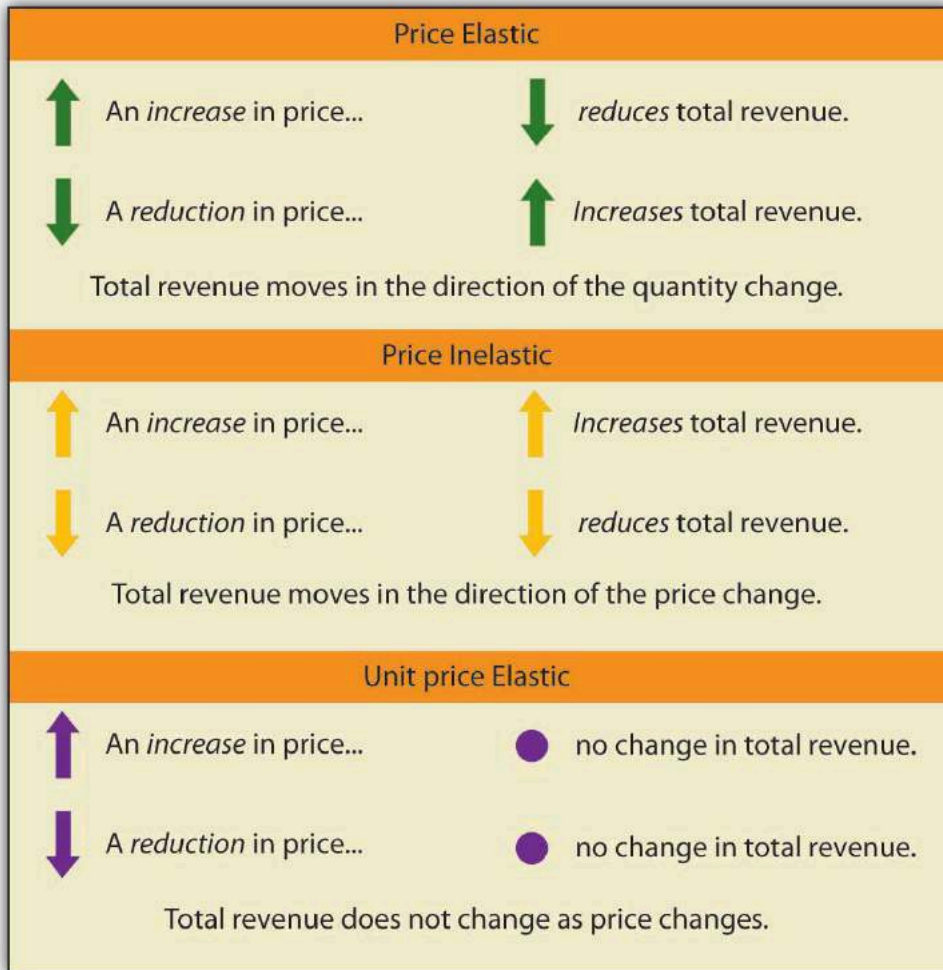 Price Elastic
An increase in price...
reduces total revenue.
A reduction in price...
Increases total revenue.
Total revenue moves in the direction of the quantity change.
Price Inelastic
An increase in price...
Increases total revenue.
A reduction in price...
reduces total revenue.
Total revenue moves in the direction of the price change.
Unit price Elastic
An increase in price...
no change in total revenue.
A reduction in price...
no change in total revenue.
Total revenue does not change as price changes.